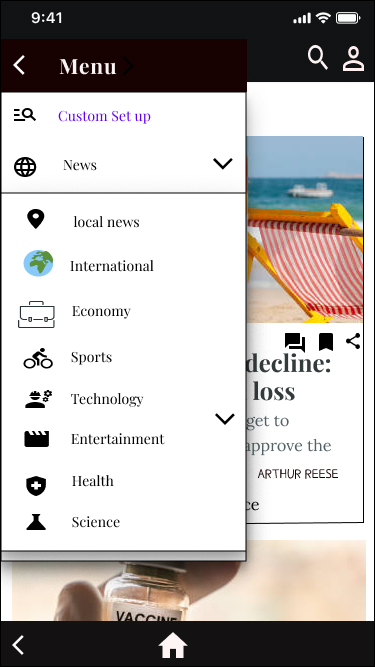 9:41
Menu
Custom Set up
News
local news
International
Economy
Sports
Technology
Entertainment
Health
Science
decline:
loss
get to
approve the
ARTHUR REESE
ce
VACCINE